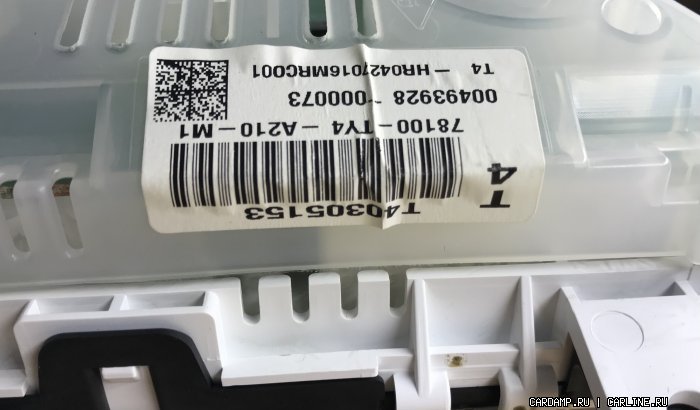 T4
T40305153
78100-TY4-A210-M1
00493928 -000073
T4 - HR0427016MRC001
CARDAMP.RU | CARLINE.RU